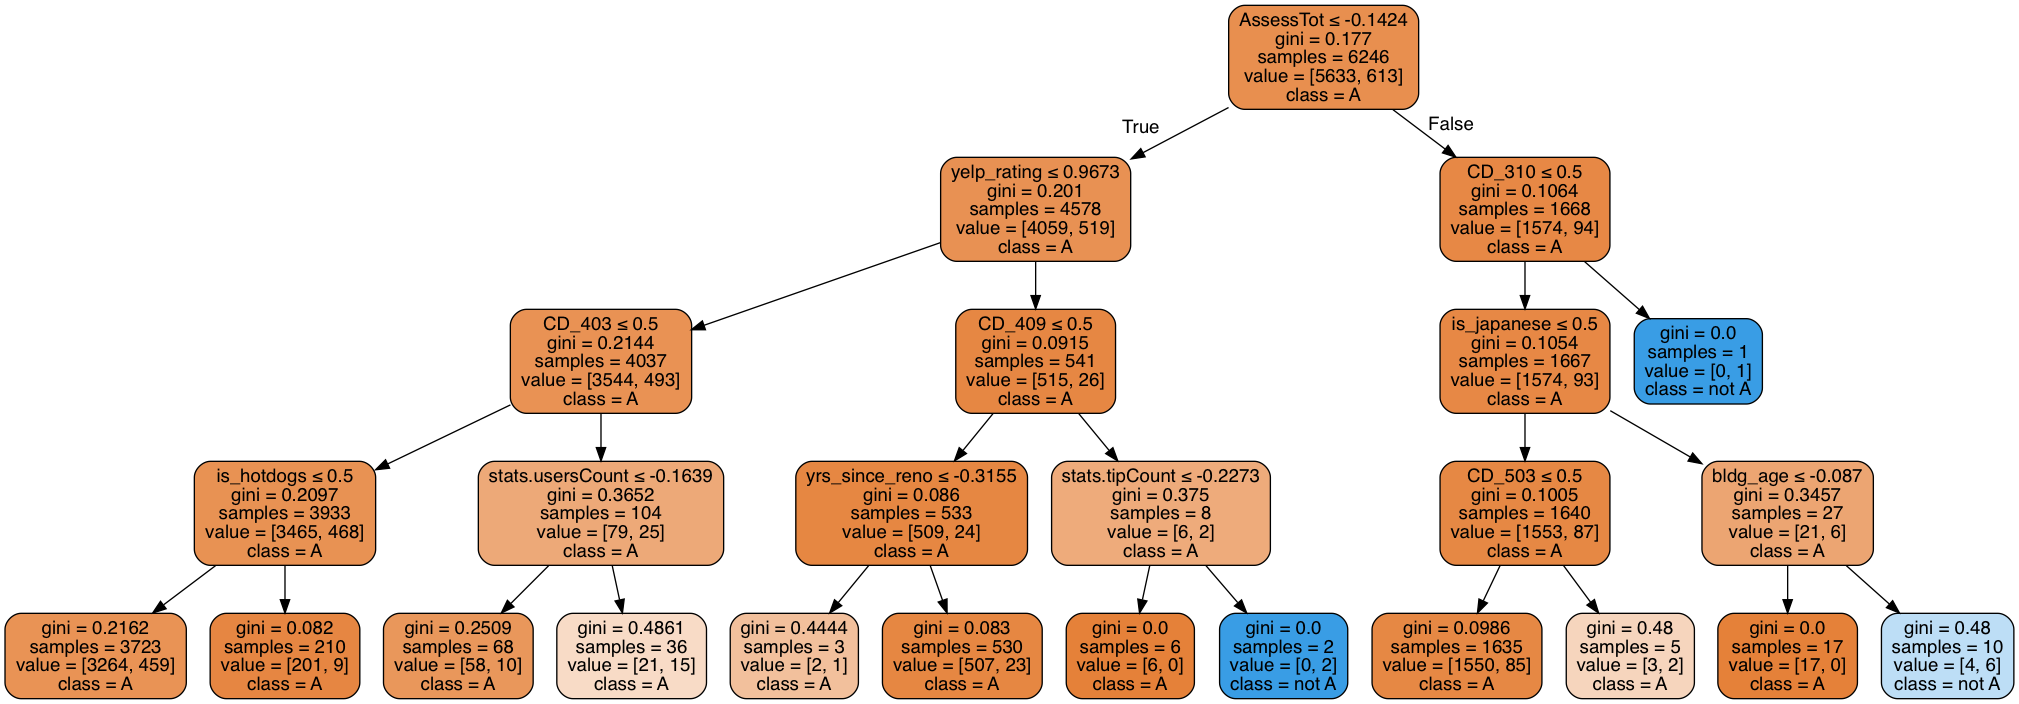 AssessTot ≤ -0.1424
gini = 0.177
samples = 6246
value = [5633, 613]
class = A
True
False
yelp_rating ≤ 0.9673
gini = 0.201
samples = 4578
value = [4059, 519]
class = A
CD_310 ≤ 0.5
gini = 0.1064
samples = 1668
value = [1574, 94]
class = A
CD_403 ≤ 0.5
gini = 0.2144
samples = 4037
value = [3544, 493]
class = A
CD_409 ≤ 0.5
gini = 0.0915
samples = 541
value = [515, 26]
class = A
is_japanese ≤ 0.5
gini = 0.1054
samples = 1667
value = [1574, 93]
class = A
gini = 0.0
samples = 1
value = [0, 1]
class = not A
is_hotdogs ≤ 0.5
gini = 0.2097
samples = 3933
value = [3465, 468]
class = A
stats.usersCount ≤ -0.1639
gini = 0.3652
samples = 104
value = [79, 25]
class = A
yrs_since_reno ≤ -0.3155
gini = 0.086
samples = 533
value = [509, 24]
class = A
stats.tipCount ≤ -0.2273
gini = 0.375
samples = 8
value = [6, 2]
class = A
CD_503 ≤ 0.5
gini = 0.1005
samples = 1640
value = [1553, 87]
class = A
bldg_age ≤ -0.087
gini = 0.3457
samples = 27
value = [21, 6]
class = A
gini = 0.2162
samples = 3723
value = [3264, 459]
class = A
gini = 0.082
samples = 210
value = [201, 9]
class = A
gini = 0.2509
samples = 68
value = [58, 10]
class = A
gini = 0.4861
samples = 36
value = [21, 15]
class = A
gini = 0.4444
samples = 3
value = [2, 1]
class = A
gini = 0.083
samples = 530
value = [507, 23]
class = A
gini = 0.0
samples = 6
value = [6, 0]
class = A
gini = 0.0
samples = 2
value = [0, 2]
class = not A
gini = 0.0986
samples = 1635
value = [1550, 85]
class = A
gini = 0.48
samples = 5
value = [3, 2]
class = A
gini = 0.0
samples = 17
value = [17, 0]
class = A
gini = 0.48
samples = 10
value = [4, 6]
class = not A